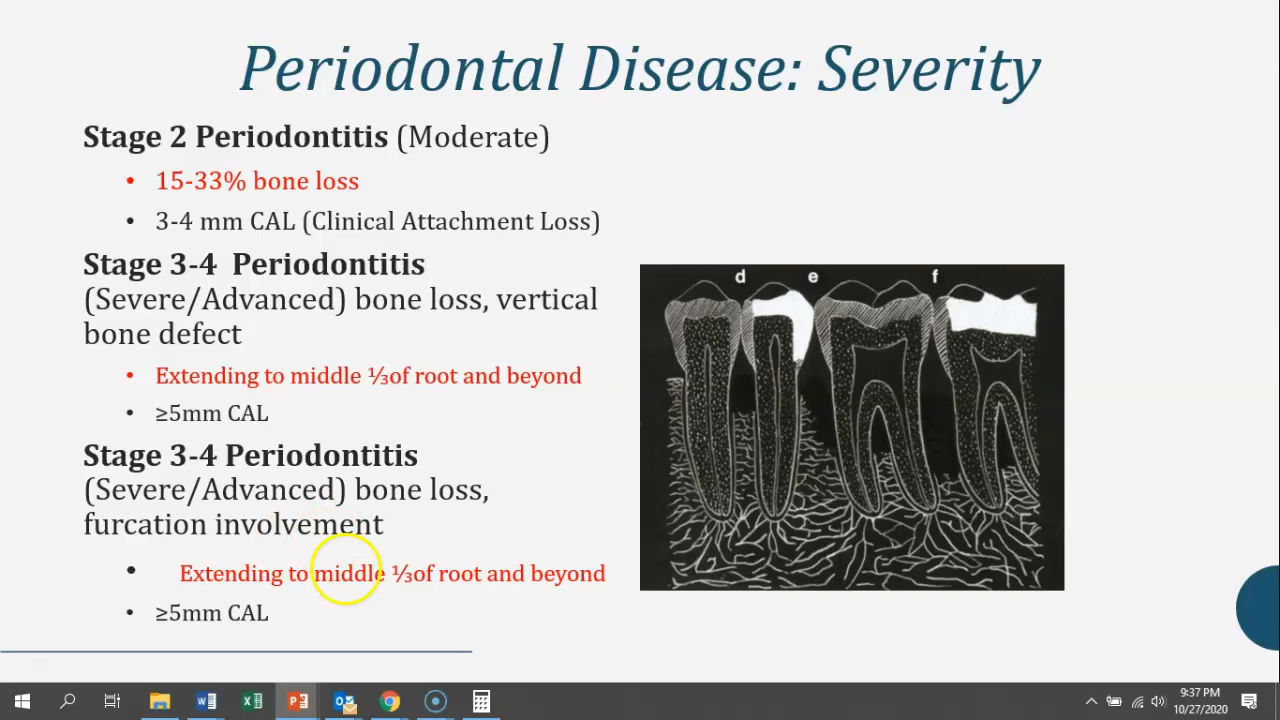 Periodontal Disease: Severity
Stage 2 Periodontitis (Moderate)
• 15-33% bone loss
• 3-4 mm CAL (Clinical Attachment Loss)
Stage 3-4 Periodontitis
(Severe/Advanced) bone loss, vertical
bone defect
• Extending to middle ⅓of root and beyond
• ≥5mm CAL
Stage 3-4 Periodontitis
(Severe/Advanced) bone loss,
furcation involvement
• Extending to middle ⅓of root and beyond
• ≥5mm CAL
d e f
9:37 PM
10/27/2020